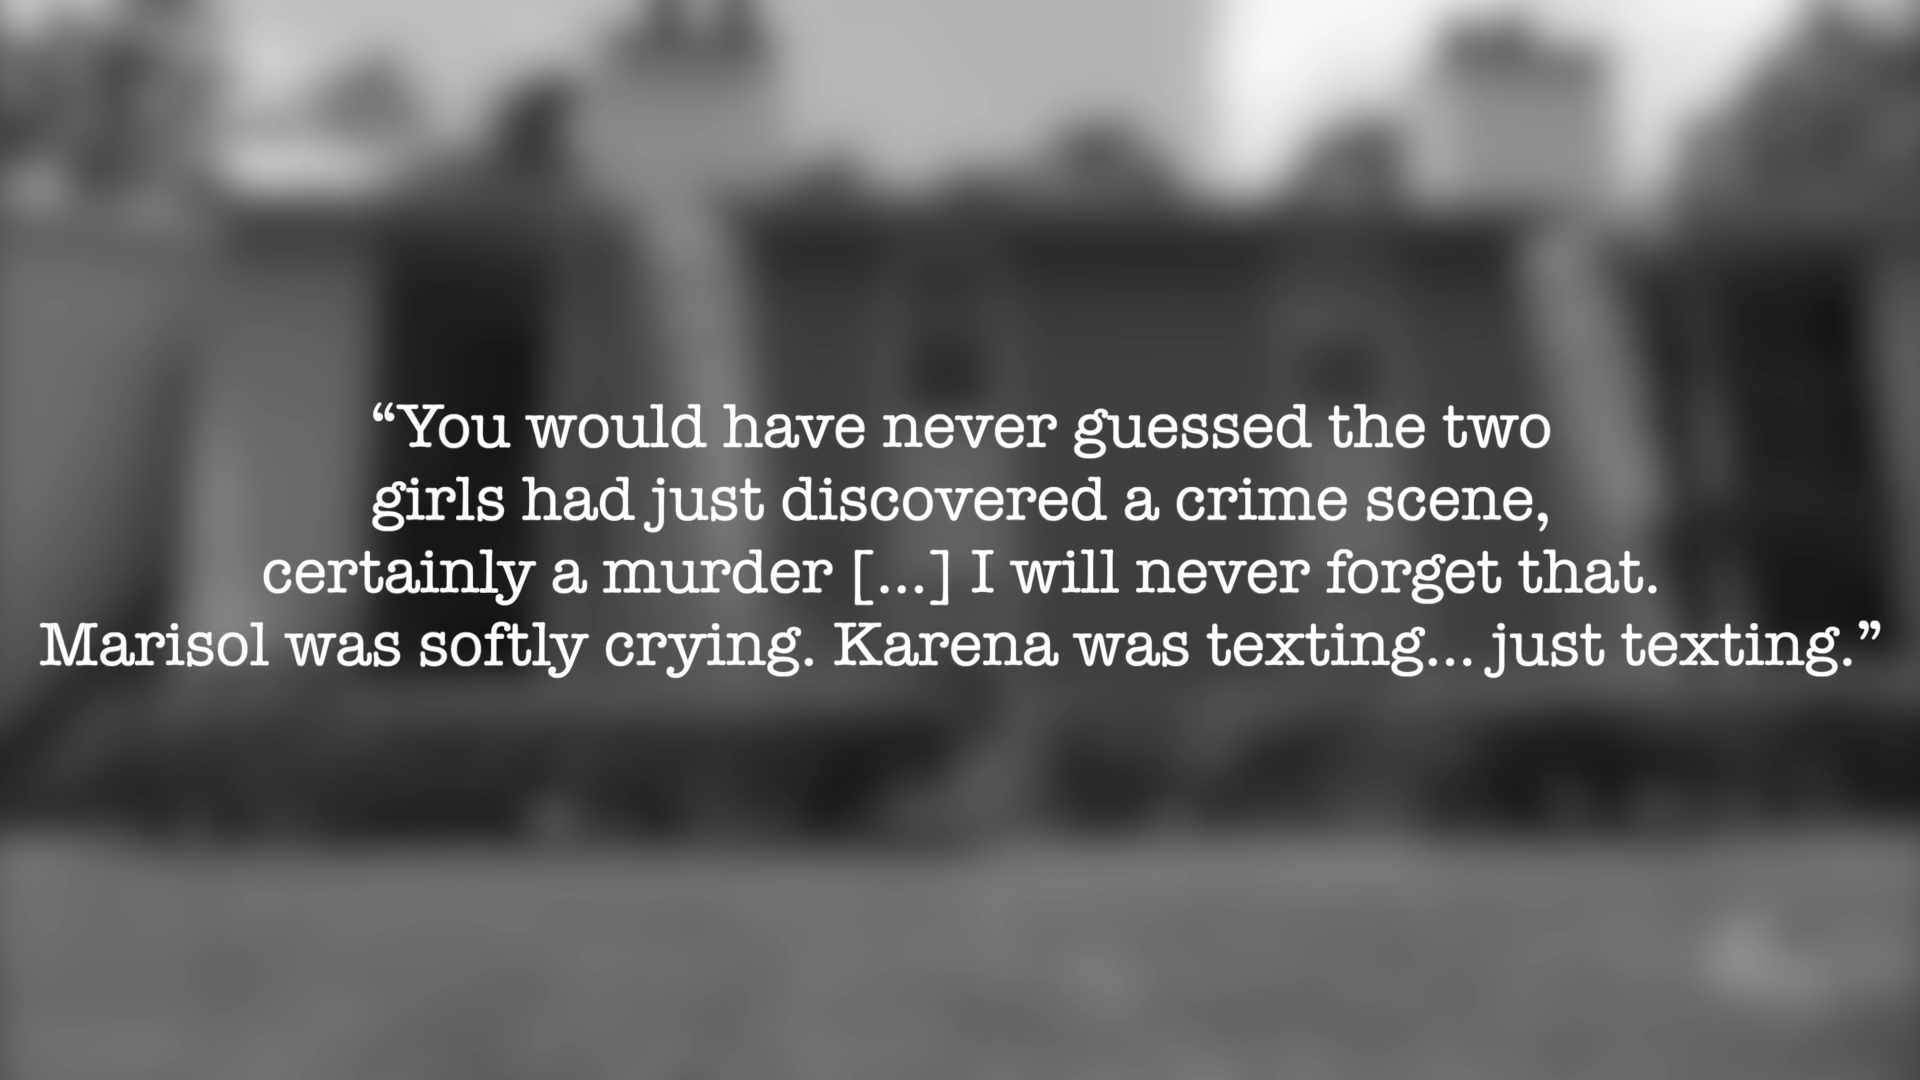 “You would have never guessed the two
girls had just discovered a crime scene,
certainly a murder [...] I will never forget that.
Marisol was softly crying. Karena was texting... just texting.”